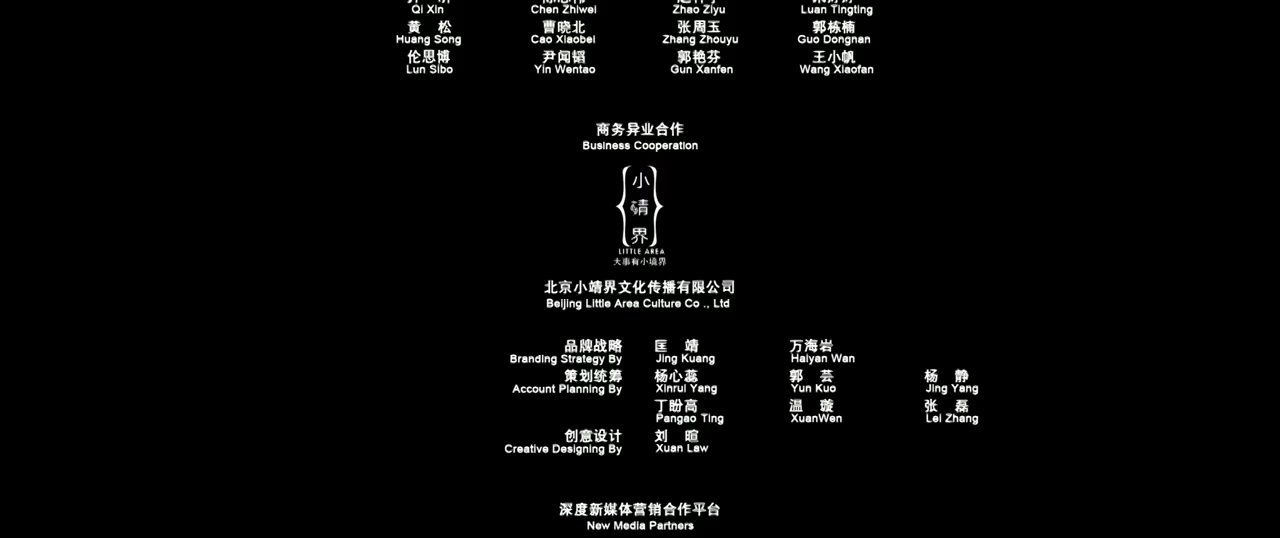 Qi Xin Chen Zhiwei Zhao Ziyu Luan Tingting
黄 松 曹晓北 张周玉 郭栋楠
Huang Song Cao Xiaobei Zhang Zhouyu Guo Dongnan
伦思博 尹闻韬 郭艳芬 王小帆
Lun Sibo Yin Wentao Gun Xanfen Wang Xiaofan
商务异业合作
Business Cooperation
小
靖
界
LITTLE AREA
大事有小境界
北京小靖界文化传播有限公司
Beijing Little Area Culture Co ., Ltd
品牌战略 匡 靖 万海岩
Branding Strategy By Jing Kuang Haiyan Wan
策划统筹 杨心蕊 郭 芸 杨 静
Account Planning By Xinrui Yang Yun Kuo Jing Yang
丁盼高 温 璇 张 磊
Pangao Ting XuanWen Lei Zhang
创意设计 刘 暄
Creative Designing By Xuan Law
深度新媒体营销合作平台
New Media Partners